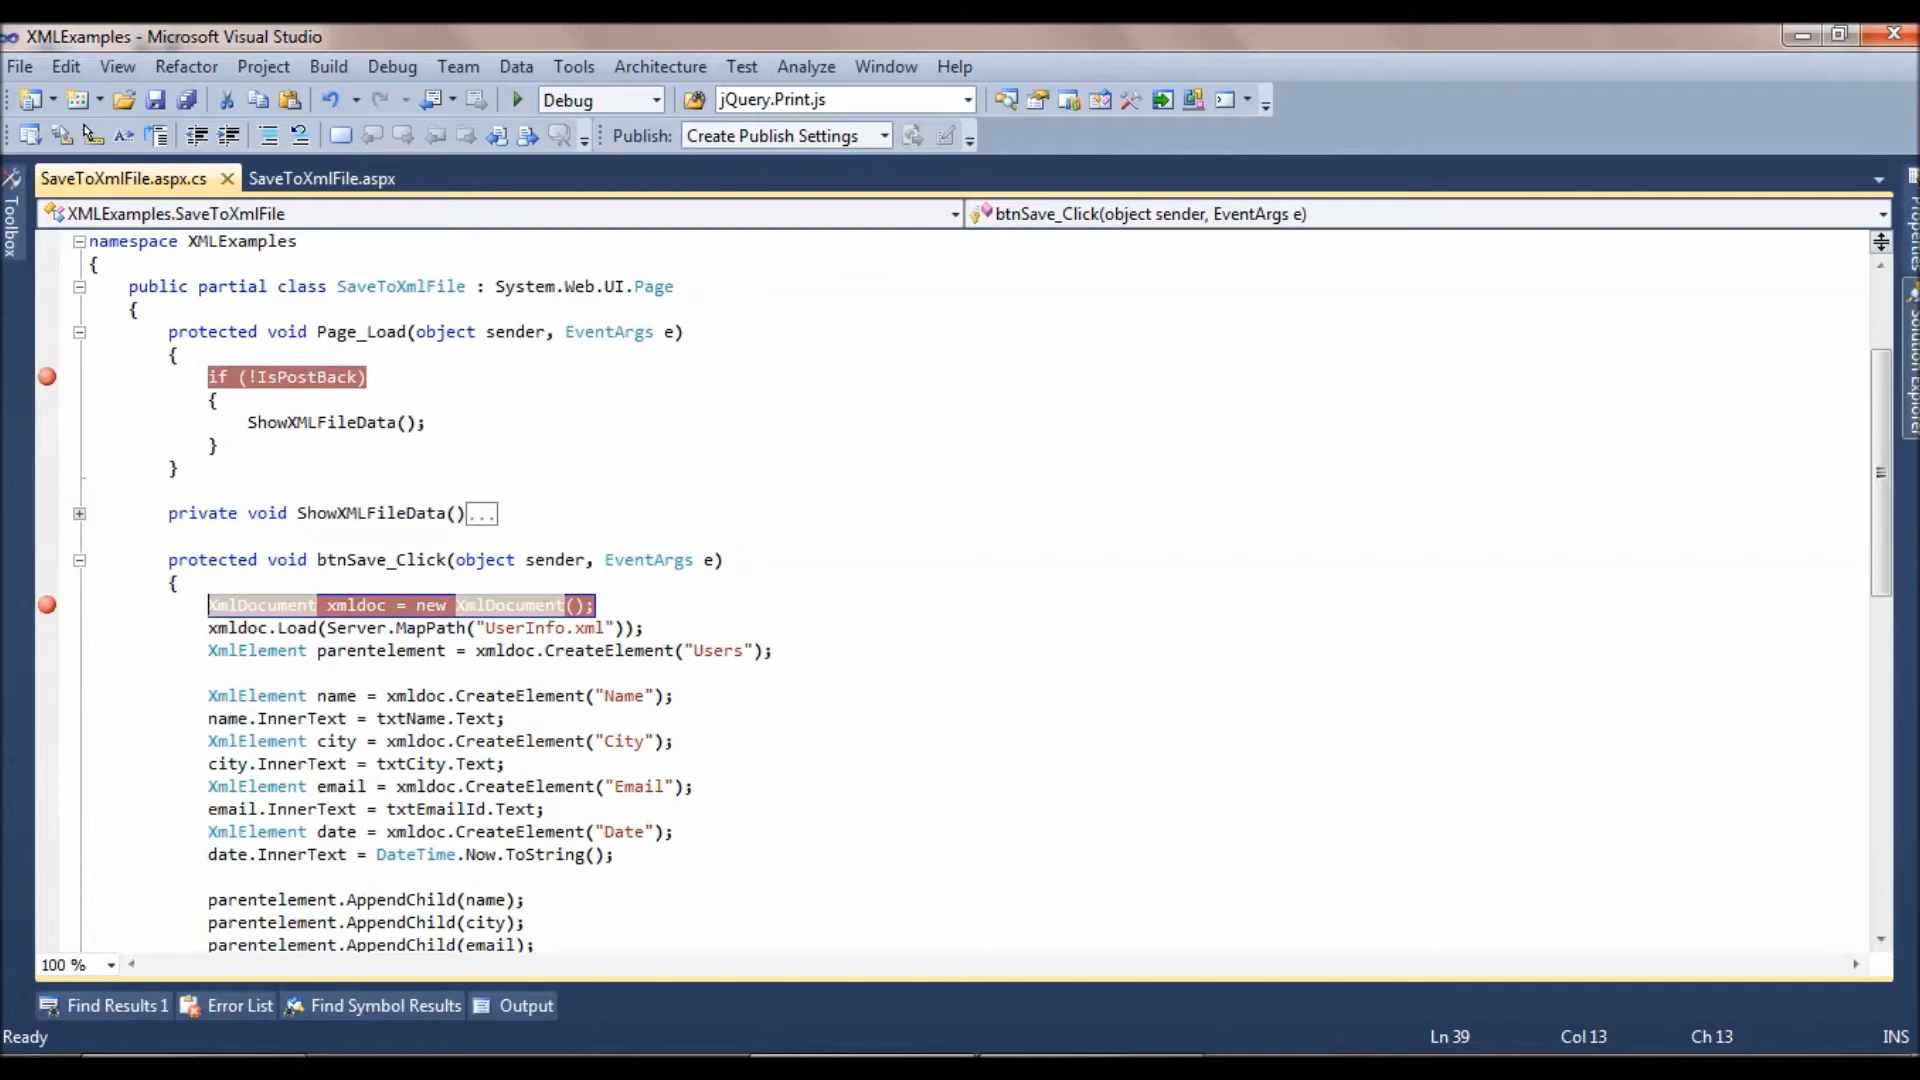 XMLExamples - Microsoft Visual Studio
File Edit View Refactor Project Build Debug Team Data Tools Architecture Test Analyze Window Help
Debug jQuery.Print.js
Publish: Create Publish Settings
SaveToXmlFile.aspx.cs SaveToXmlFile.aspx
Toolbox
Properties
Solution Explorer
XMLExamples.SaveToXmlFile btnSave_Click(object sender, EventArgs e)
namespace XMLExamples
{
public partial class SaveToXmlFile : System.Web.UI.Page
{
protected void Page_Load(object sender, EventArgs e)
{
if (!IsPostBack)
{
ShowXMLFileData();
}
}
private void ShowXMLFileData()...
protected void btnSave_Click(object sender, EventArgs e)
{
XmlDocument xmldoc = new XmlDocument();
xmldoc.Load(Server.MapPath("UserInfo.xml"));
XmlElement parentelement = xmldoc.CreateElement("Users");
XmlElement name = xmldoc.CreateElement("Name");
name.InnerText = txtName.Text;
XmlElement city = xmldoc.CreateElement("City");
city.InnerText = txtCity.Text;
XmlElement email = xmldoc.CreateElement("Email");
email.InnerText = txtEmailId.Text;
XmlElement date = xmldoc.CreateElement("Date");
date.InnerText = DateTime.Now.ToString();
parentelement.AppendChild(name);
parentelement.AppendChild(city);
parentelement.AppendChild(email);
100 %
Find Results 1 Error List Find Symbol Results Output
Ready Ln 39 Col 13 Ch 13 INS